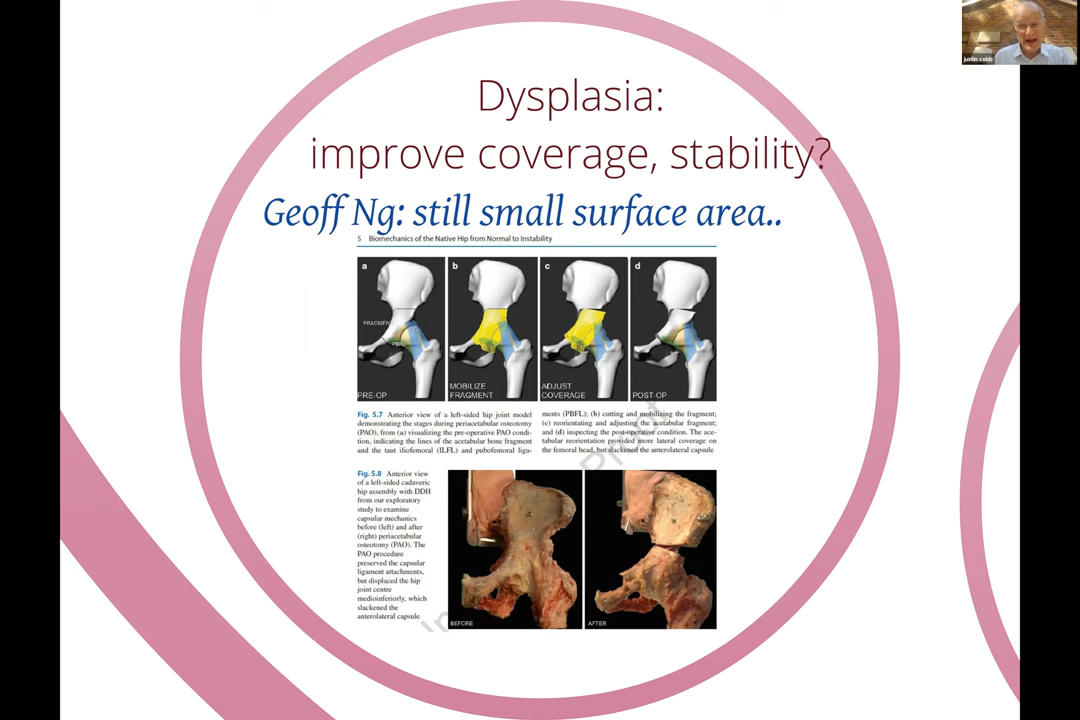 justin cobb
Dysplasia:
improve coverage, stability?
Geoff Ng: still small surface area..
5 Biomechanics of the Native Hip from Normal to Instability
a
b
c
d
FRAGMENT
PBFL
PRE-OP
MOBILIZE
FRAGMENT
ADJUST
COVERAGE
POST-OP
Fig. 5.7 Anterior view of a left-sided hip joint model
demonstrating the stages during periacetabular osteotomy
(PAO), from (a) visualizing the pre-operative PAO condi-
tion, indicating the lines of the acetabular bone fragment
and the taut iliofemoral (ILFL) and pubofemoral liga-
ments (PBFL); (b) cutting and mobilizing the fragment;
(c) reorientating and adjusting the acetabular fragment;
and (d) inspecting the post-operative condition. The ace-
tabular reorientation provided more lateral coverage on
the femoral head, but slackened the anterolateral capsule
Fig. 5.8 Anterior view
of a left-sided cadaveric
hip assembly with DDH
from our exploratory
study to examine
capsular mechanics
before (left) and after
(right) periacetabular
osteotomy (PAO). The
PAO procedure
preserved the capsular
ligament attachments,
but displaced the hip
joint centre
medioinferiorly, which
slackened the
anterolateral capsule
BEFORE
AFTER